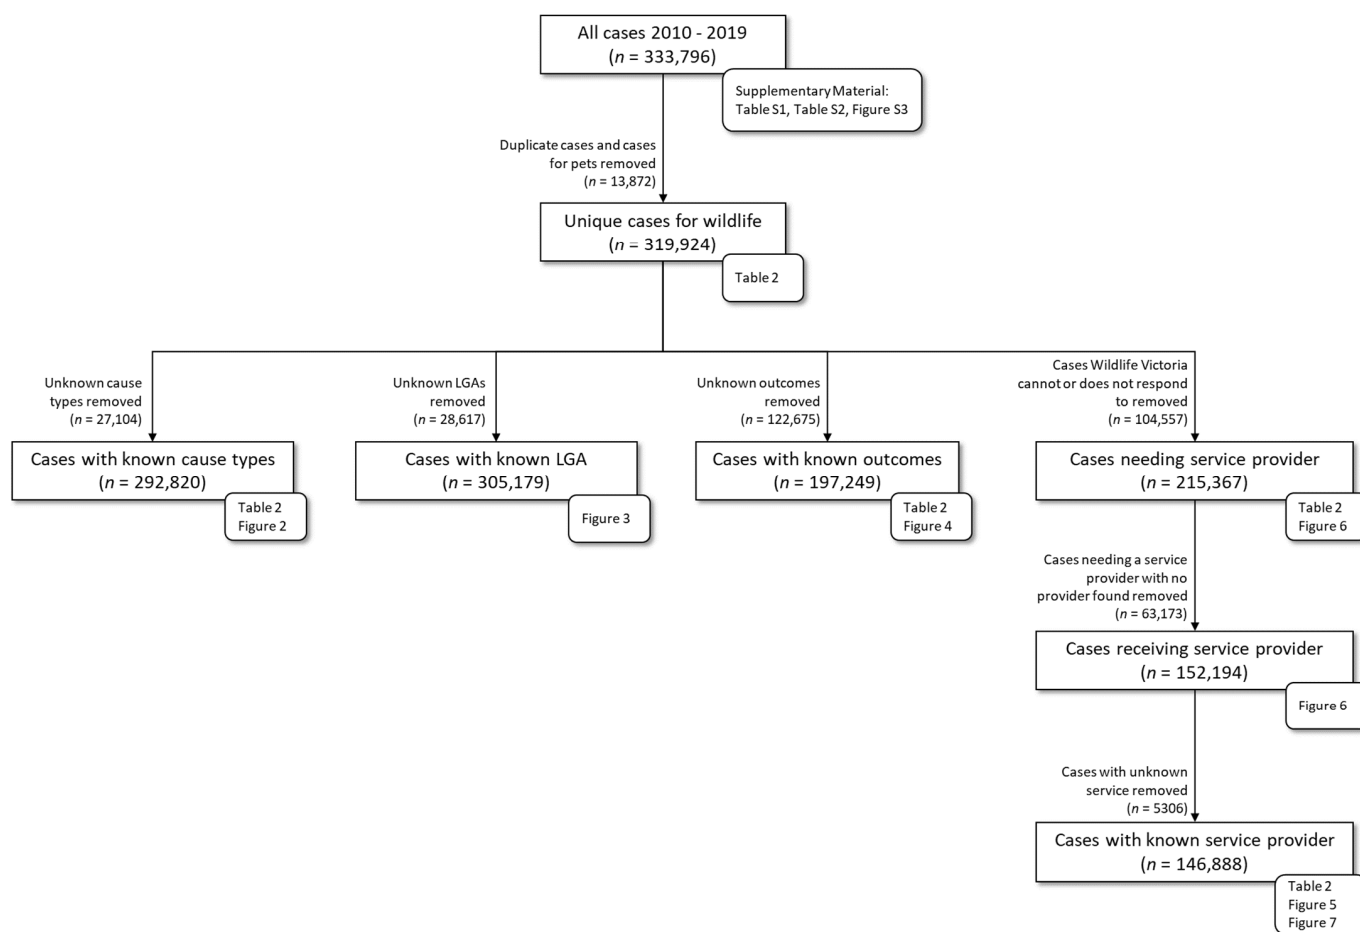 All cases 2010 - 2019
(n = 333,796)
Supplementary Material:
Table S1, Table S2, Figure S3
Duplicate cases and cases
for pets removed
(n = 13,872)
Unique cases for wildlife
(n = 319,924)
Table 2
Unknown cause
types removed
(n = 27,104)
Cases with known cause types
(n = 292,820)
Table 2
Figure 2
Unknown LGAs
removed
(n = 28,617)
Cases with known LGA
(n = 305,179)
Figure 3
Unknown outcomes
removed
(n = 122,675)
Cases with known outcomes
(n = 197,249)
Table 2
Figure 4
Cases Wildlife Victoria
cannot or does not respond
to removed
(n = 104,557)
Cases needing service provider
(n = 215,367)
Table 2
Figure 6
Cases needing a service
provider with no
provider found removed
(n = 63,173)
Cases receiving service provider
(n = 152,194)
Figure 6
Cases with unknown
service removed
(n = 5306)
Cases with known service provider
(n = 146,888)
Table 2
Figure 5
Figure 7